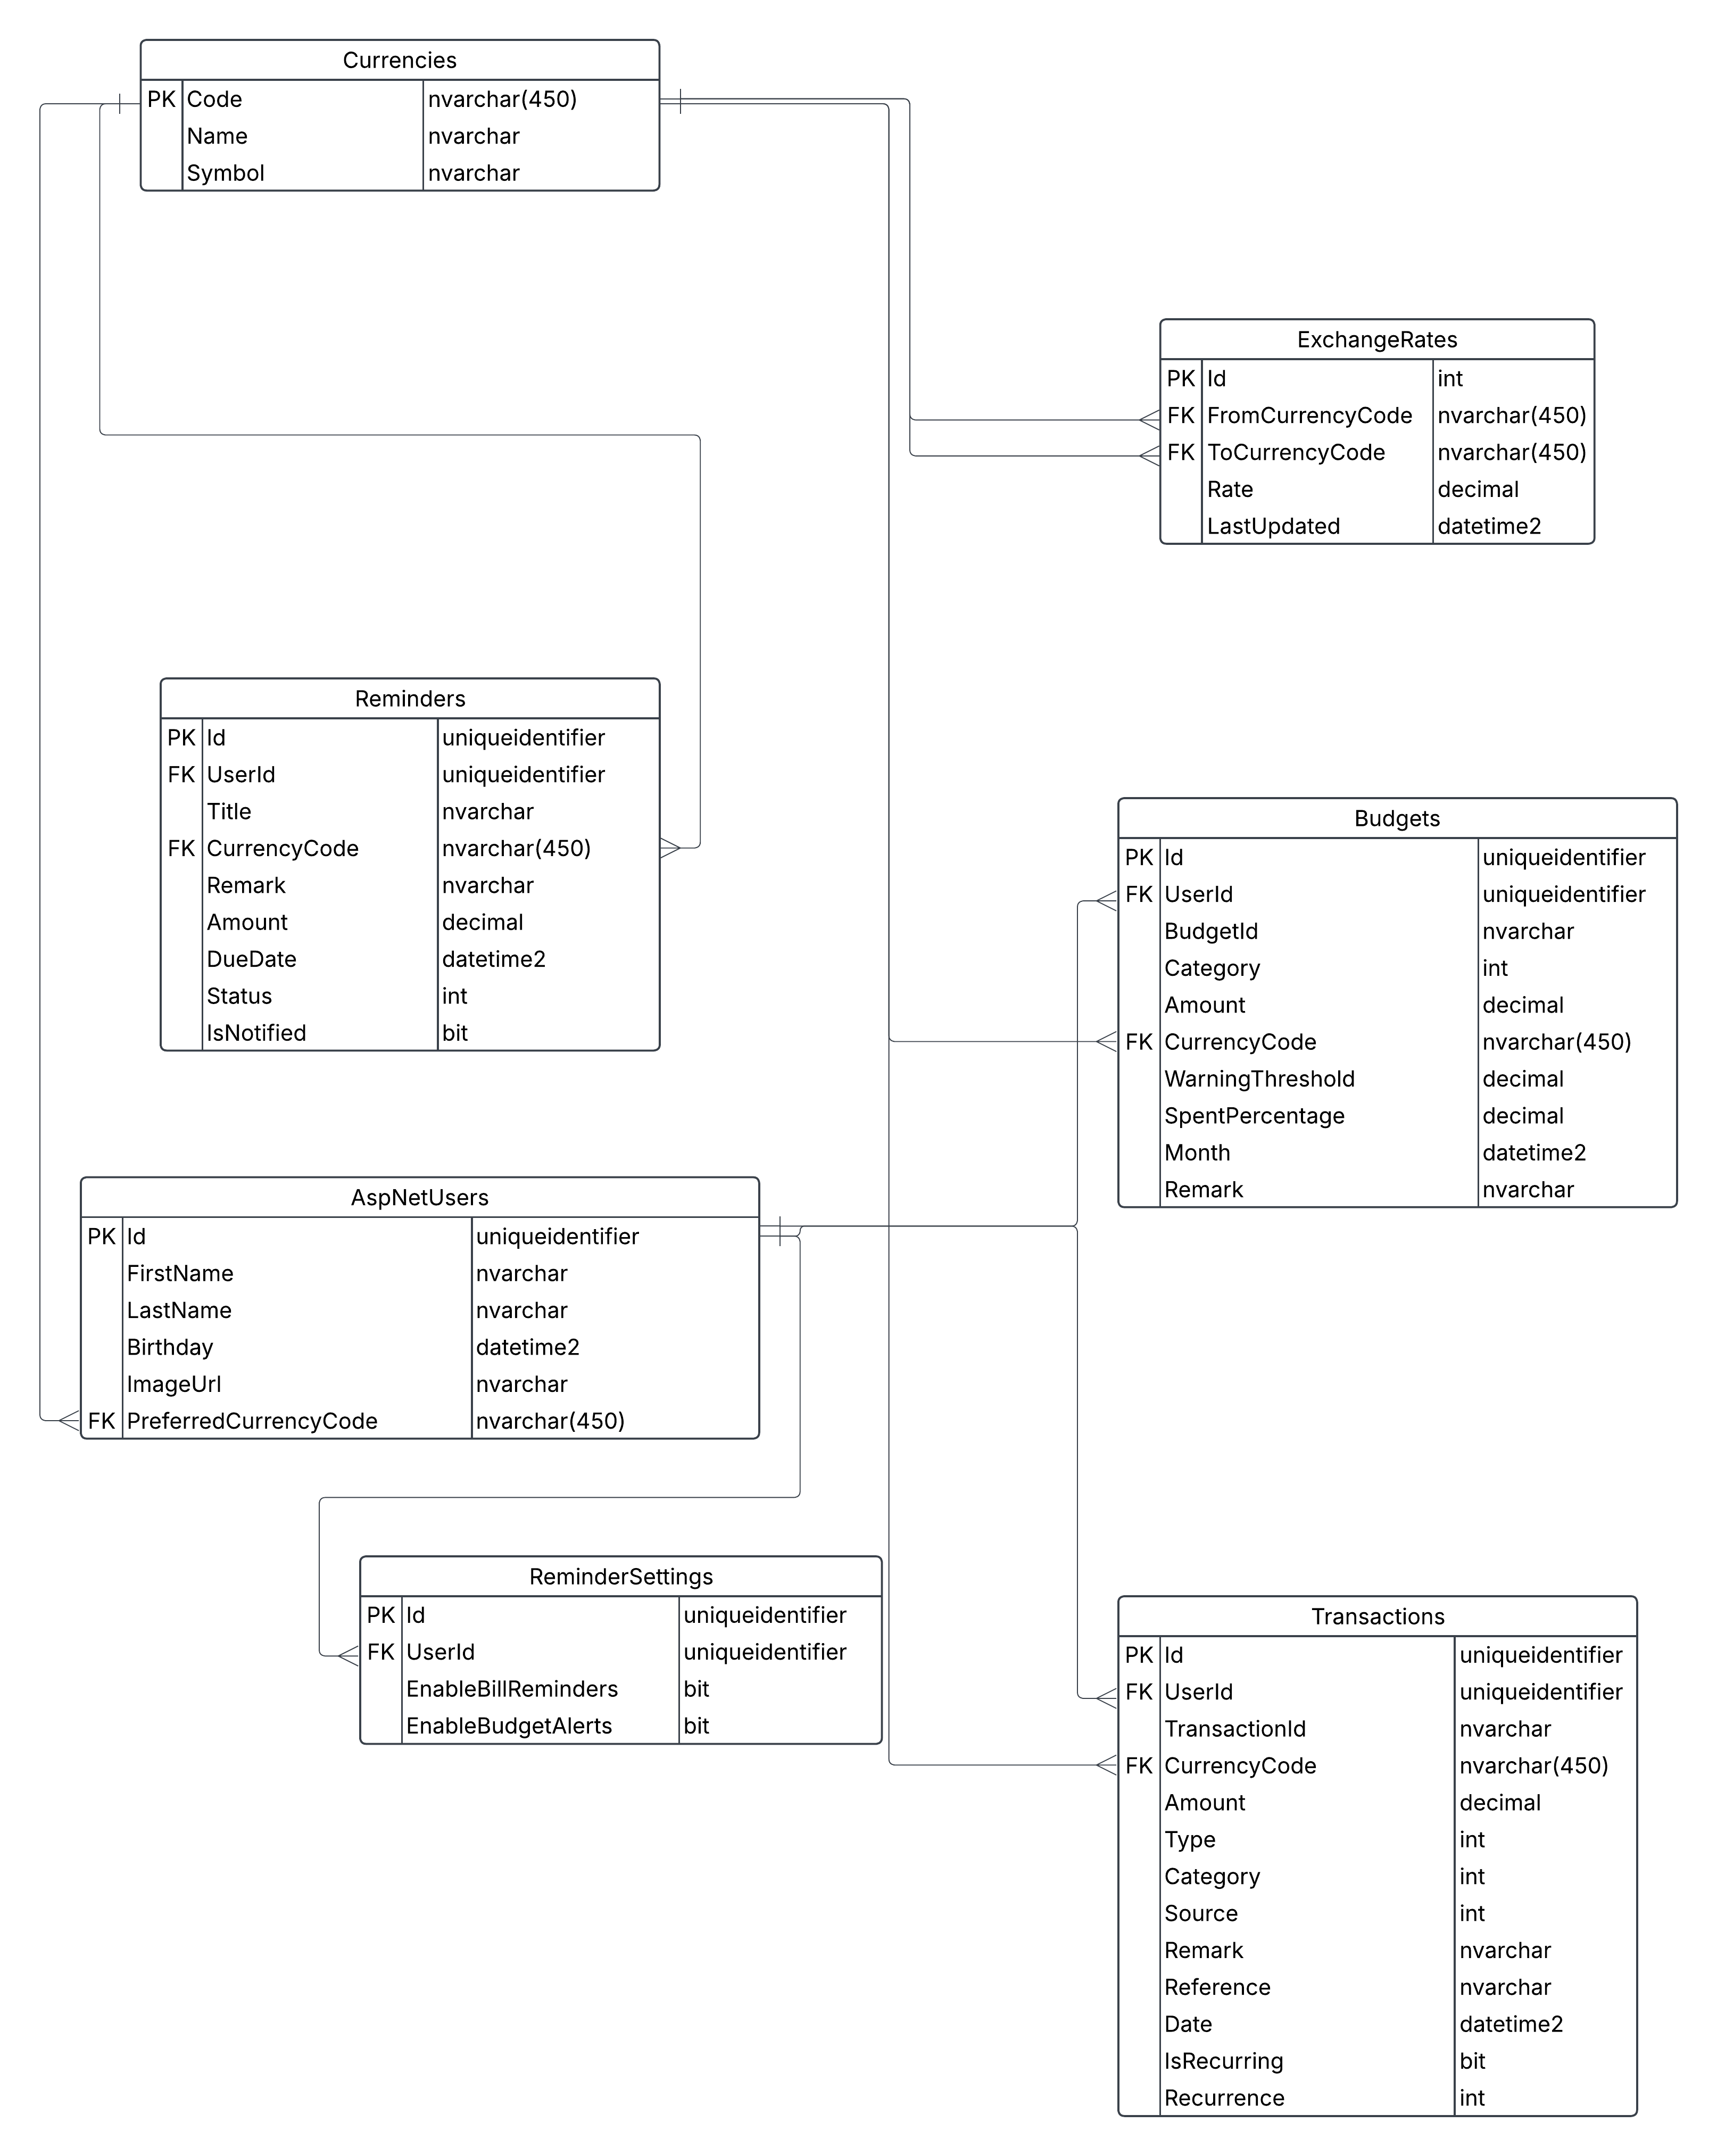 Currencies
PK Code nvarchar(450)
Name nvarchar
Symbol nvarchar
ExchangeRates
PK Id int
FK FromCurrencyCode nvarchar(450)
FK ToCurrencyCode nvarchar(450)
Rate decimal
LastUpdated datetime2
Reminders
PK Id uniqueidentifier
FK UserId uniqueidentifier
Title nvarchar
FK CurrencyCode nvarchar(450)
Remark nvarchar
Amount decimal
DueDate datetime2
Status int
IsNotified bit
Budgets
PK Id uniqueidentifier
FK UserId uniqueidentifier
BudgetId nvarchar
Category int
Amount decimal
FK CurrencyCode nvarchar(450)
WarningThreshold decimal
SpentPercentage decimal
Month datetime2
Remark nvarchar
AspNetUsers
PK Id uniqueidentifier
FirstName nvarchar
LastName nvarchar
Birthday datetime2
ImageUrl nvarchar
FK PreferredCurrencyCode nvarchar(450)
ReminderSettings
PK Id uniqueidentifier
FK UserId uniqueidentifier
EnableBillReminders bit
EnableBudgetAlerts bit
Transactions
PK Id uniqueidentifier
FK UserId uniqueidentifier
TransactionId nvarchar
FK CurrencyCode nvarchar(450)
Amount decimal
Type int
Category int
Source int
Remark nvarchar
Reference nvarchar
Date datetime2
IsRecurring bit
Recurrence int